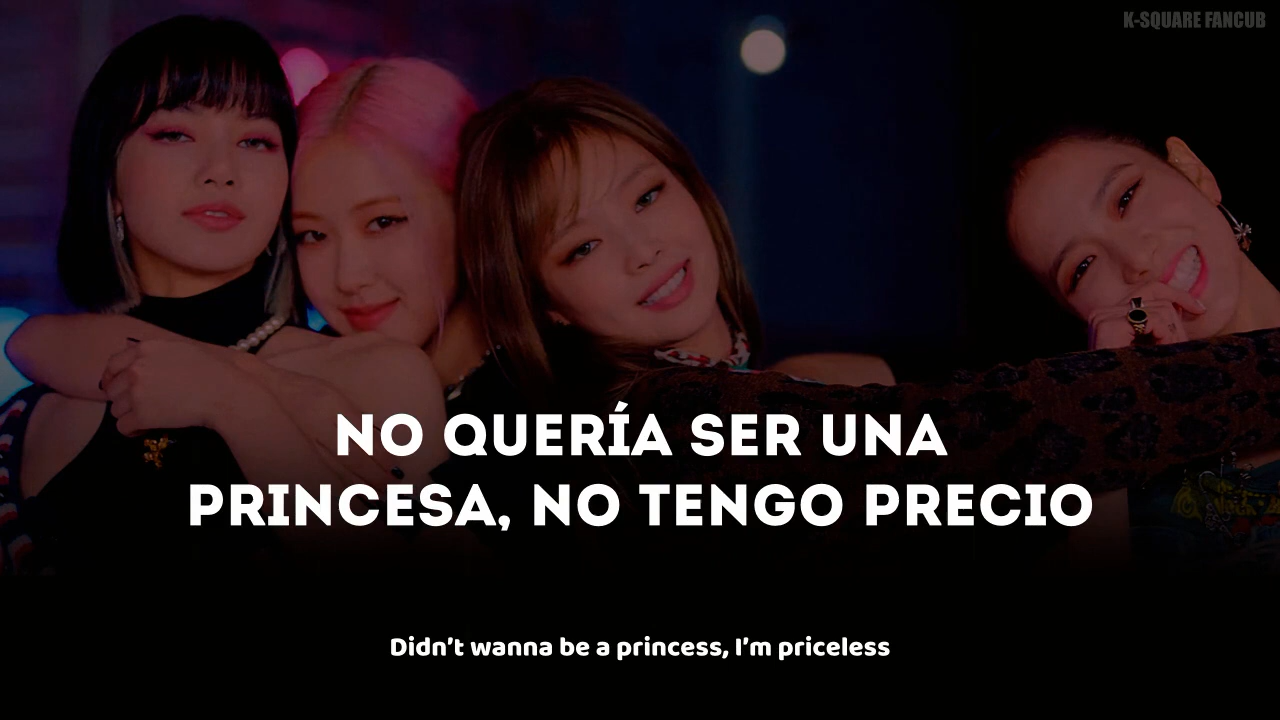 K-SQUARE FANCUB
NO QUERÍA SER UNA
PRINCESA, NO TENGO PRECIO
Didn't wanna be a princess, I'm priceless